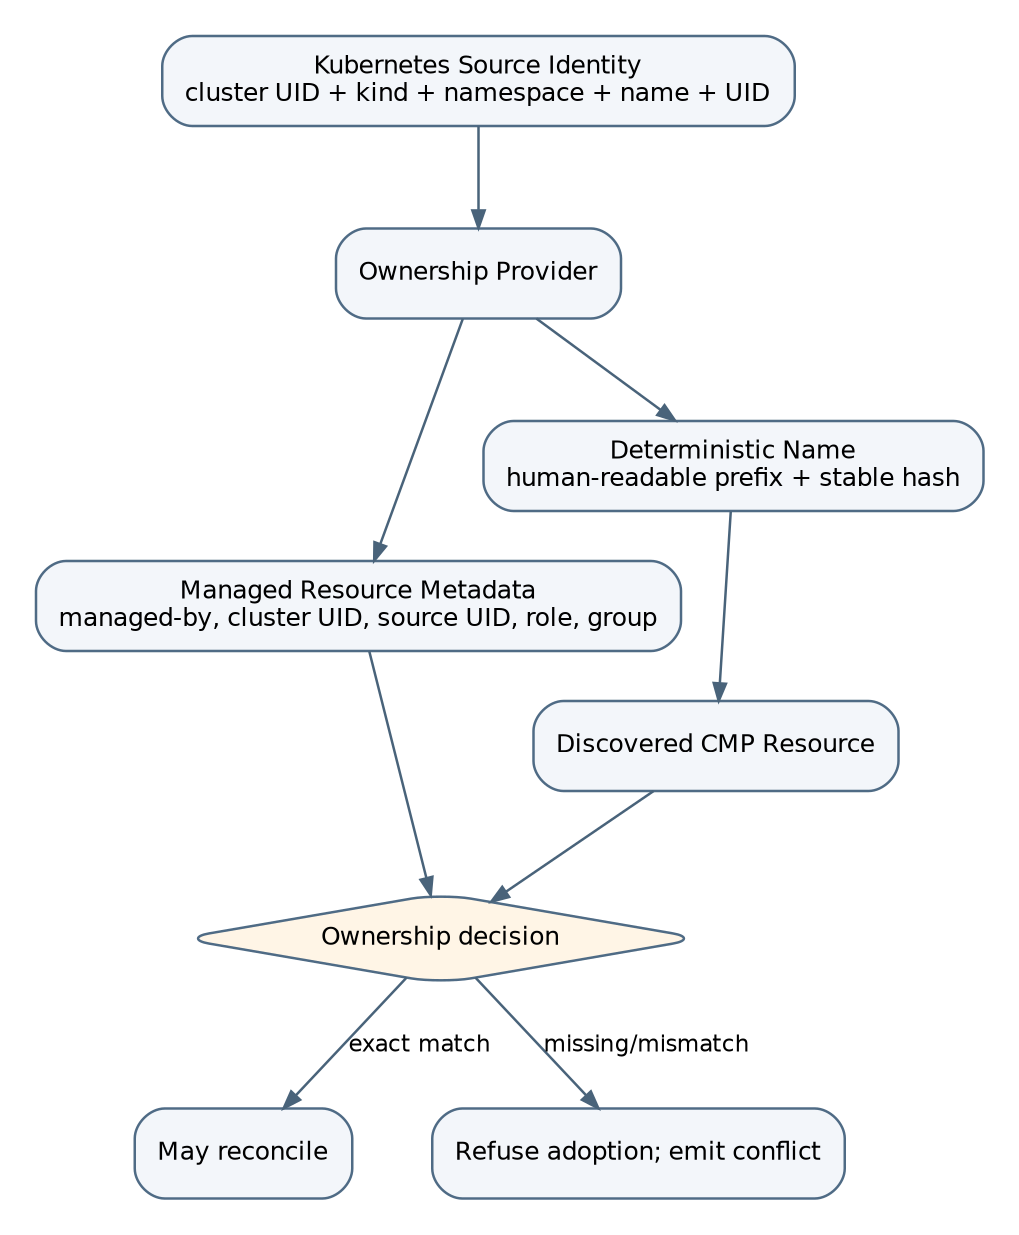 Kubernetes Source Identity
cluster UID + kind + namespace + name + UID
Ownership Provider
Deterministic Name
human-readable prefix + stable hash
Managed Resource Metadata
managed-by, cluster UID, source UID, role, group
Discovered CMP Resource
Ownership decision
exact match
missing/mismatch
May reconcile
Refuse adoption; emit conflict